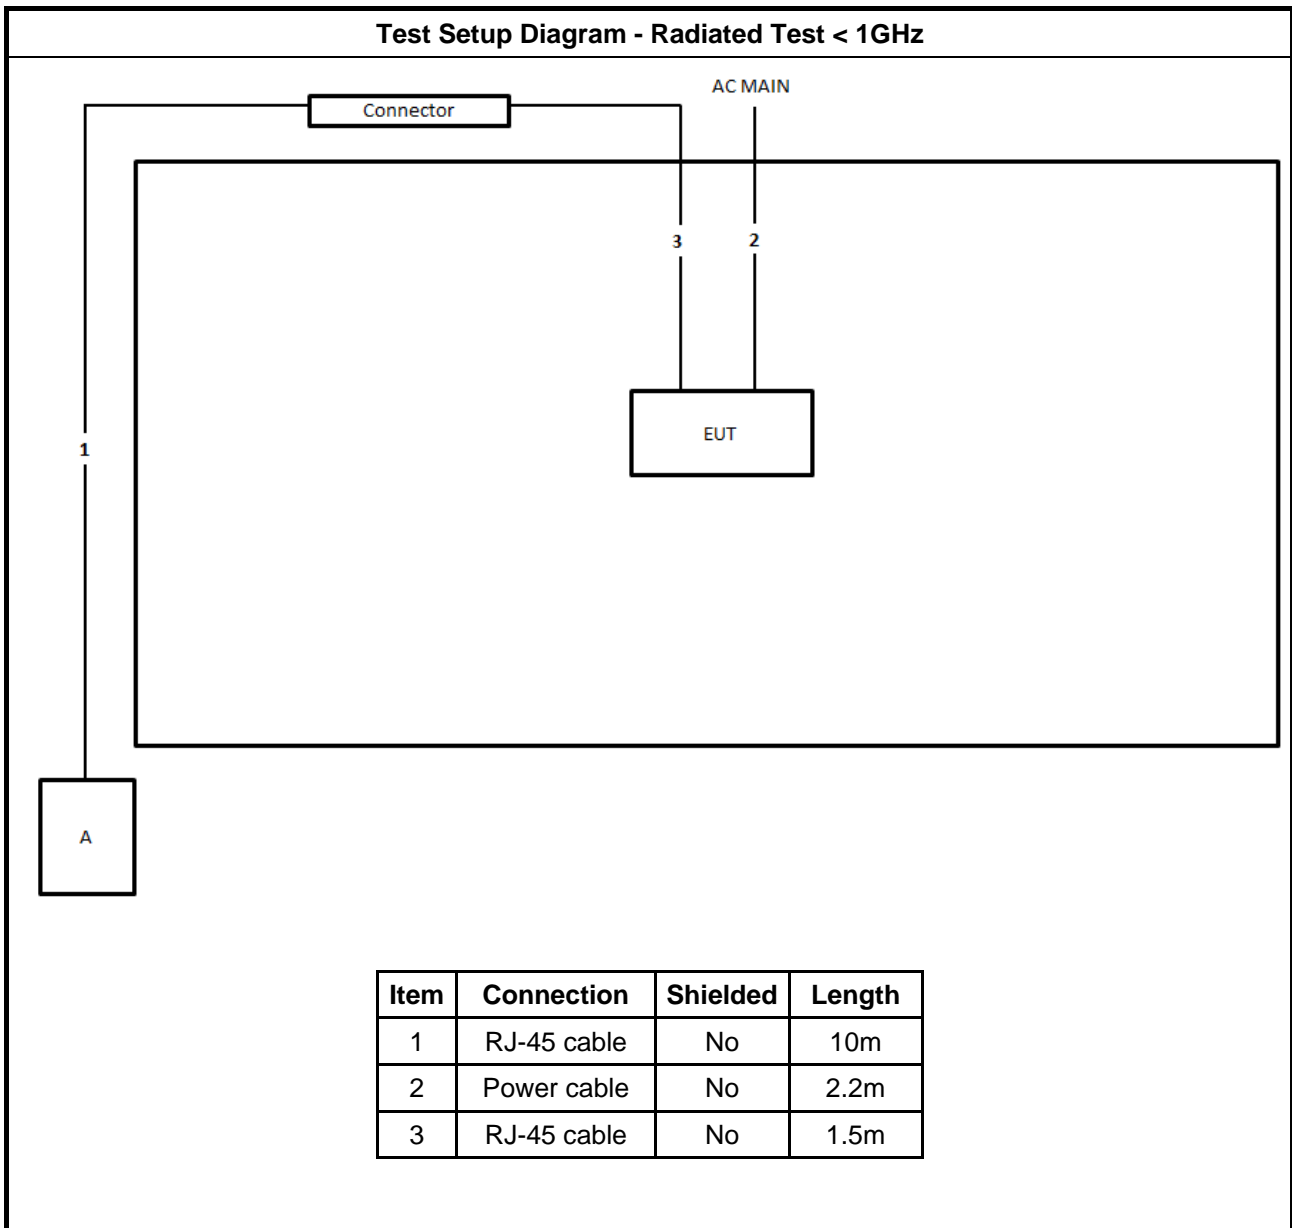 Test Setup Diagram - Radiated Test < 1GHz
AC MAIN
Connector
3 2
EUT
1
A
Item Connection Shielded Length
1 RJ-45 cable No 10m
2 Power cable No 2.2m
3 RJ-45 cable No 1.5m